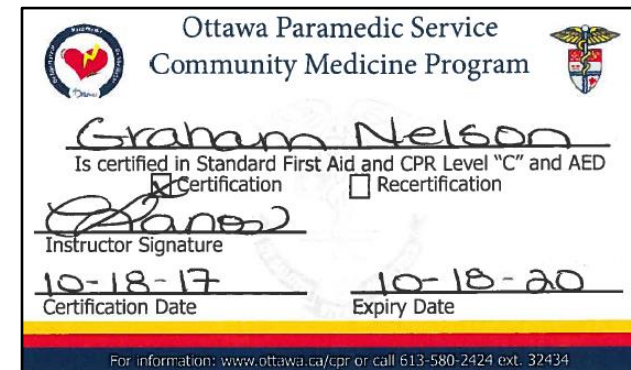 Ottawa Paramedic Service
Community Medicine Program
Graham Nelson
Is certified in Standard First Aid and CPR Level "C" and AED
Certification Recertification
Instructor Signature
10-18-17 10-18-20
Certification Date Expiry Date
For information: www.ottawa.ca/cpr or call 613-580-2424 ext. 32434